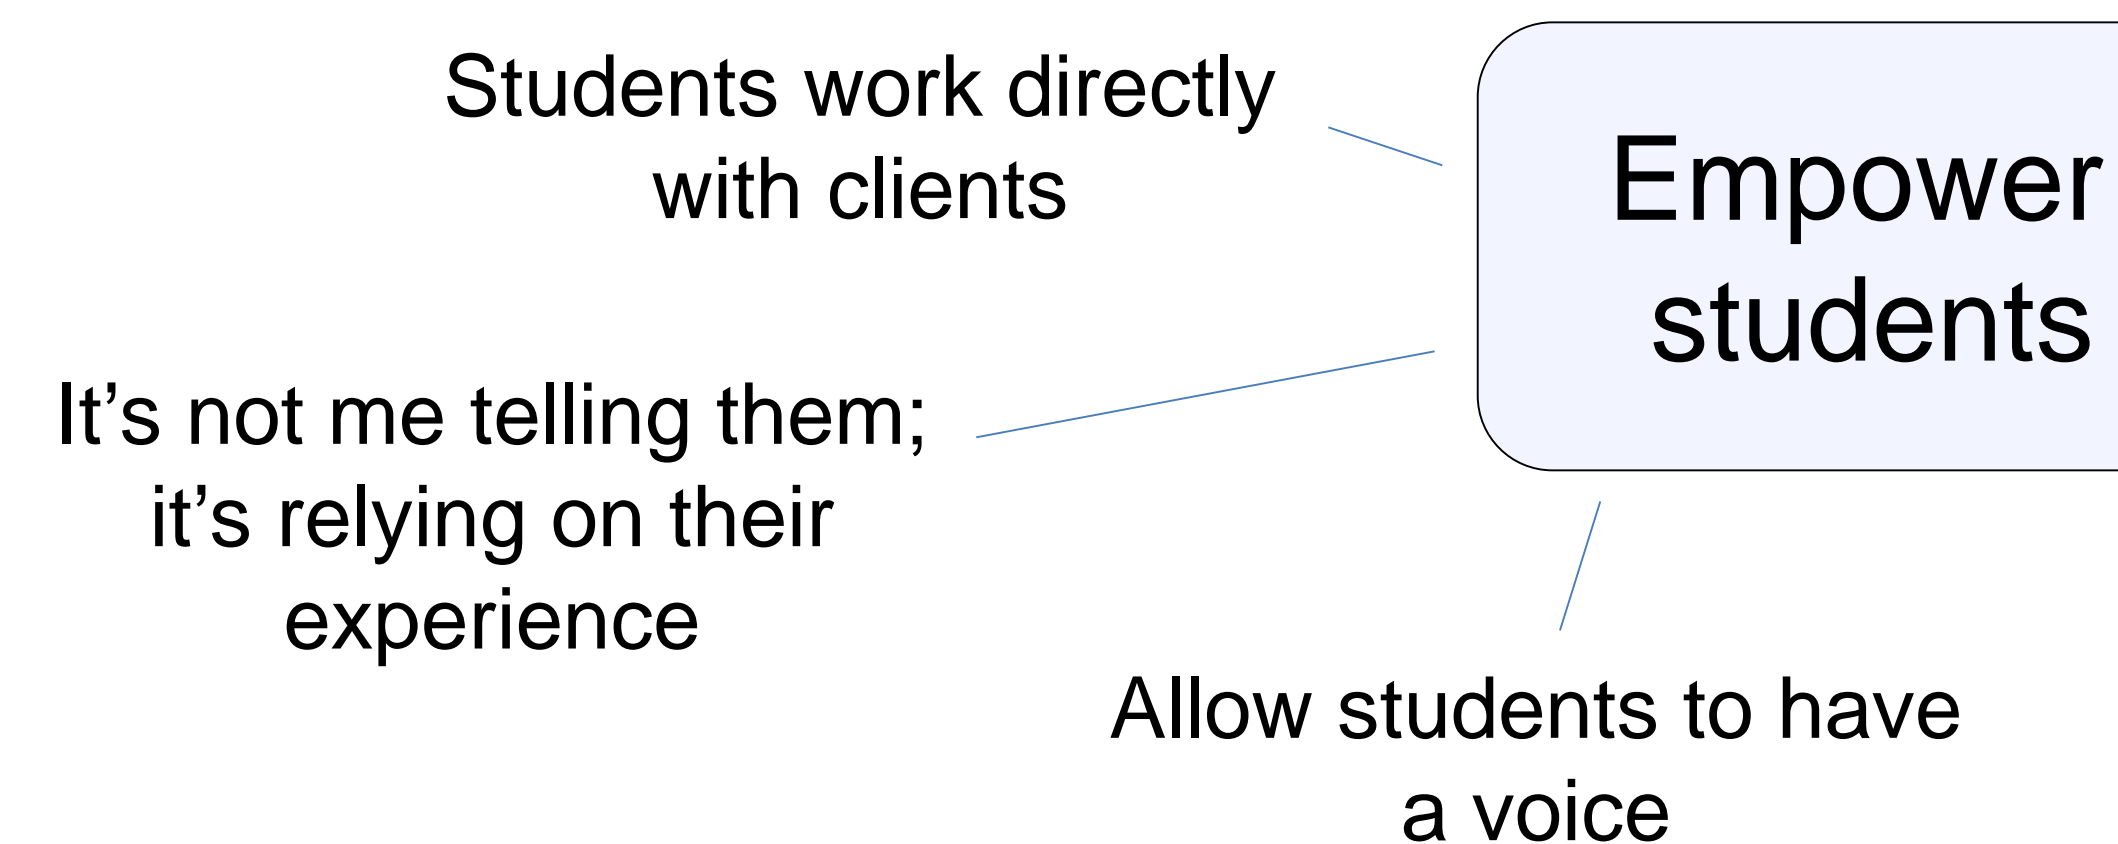 Students work directly
with clients
Empower
students
It’s not me telling them;
it’s relying on their
experience
Allow students to have
a voice